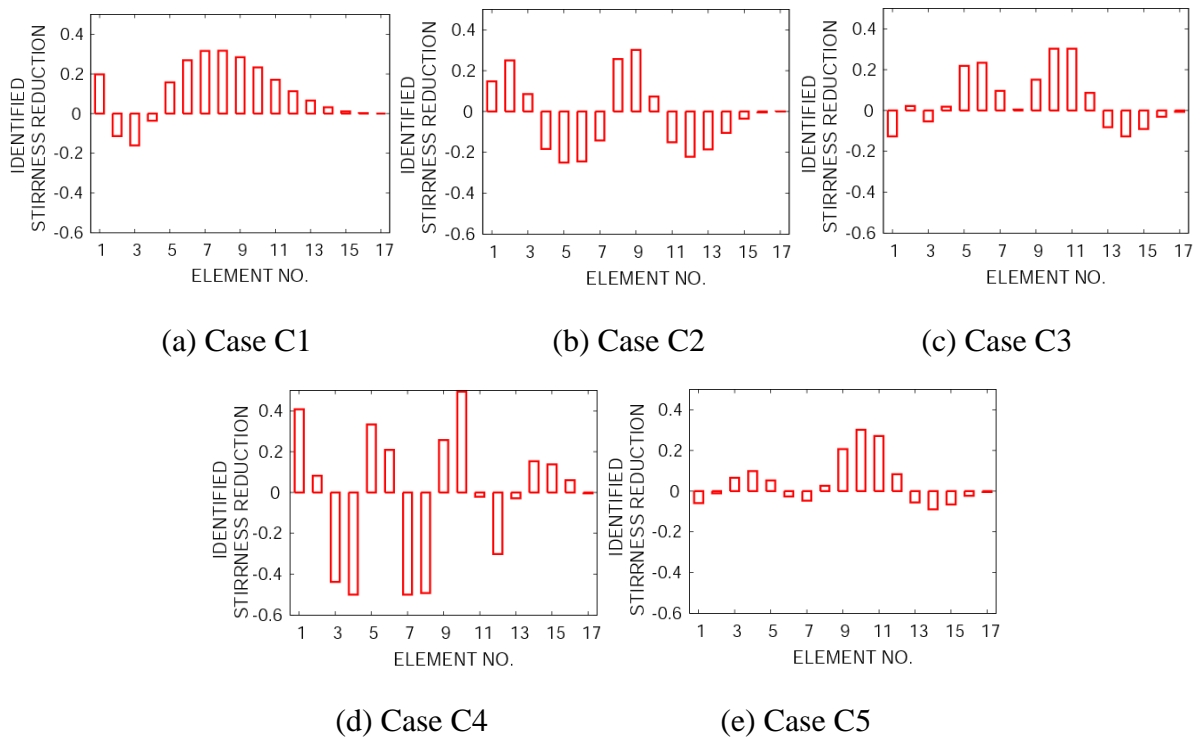 0.4
0.2
0
-0.2
-0.4
-0.6
IDENTIFIED
STIRRNESS REDUCTION
1 3 5 7 9 11 13 15 17
ELEMENT NO.
(a) Case C1
0.4
0.2
0
-0.2
-0.4
-0.6
IDENTIFIED
STIRRNESS REDUCTION
1 3 5 7 9 11 13 15 17
ELEMENT NO.
(b) Case C2
0.4
0.2
0
-0.2
-0.4
-0.6
IDENTIFIED
STIRRNESS REDUCTION
1 3 5 7 9 11 13 15 17
ELEMENT NO.
(c) Case C3
0.4
0.2
0
-0.2
-0.4
-0.6
IDENTIFIED
STIRRNESS REDUCTION
1 3 5 7 9 11 13 15 17
ELEMENT NO.
(d) Case C4
0.4
0.2
0
-0.2
-0.4
-0.6
IDENTIFIED
STIRRNESS REDUCTION
1 3 5 7 9 11 13 15 17
ELEMENT NO.
(e) Case C5